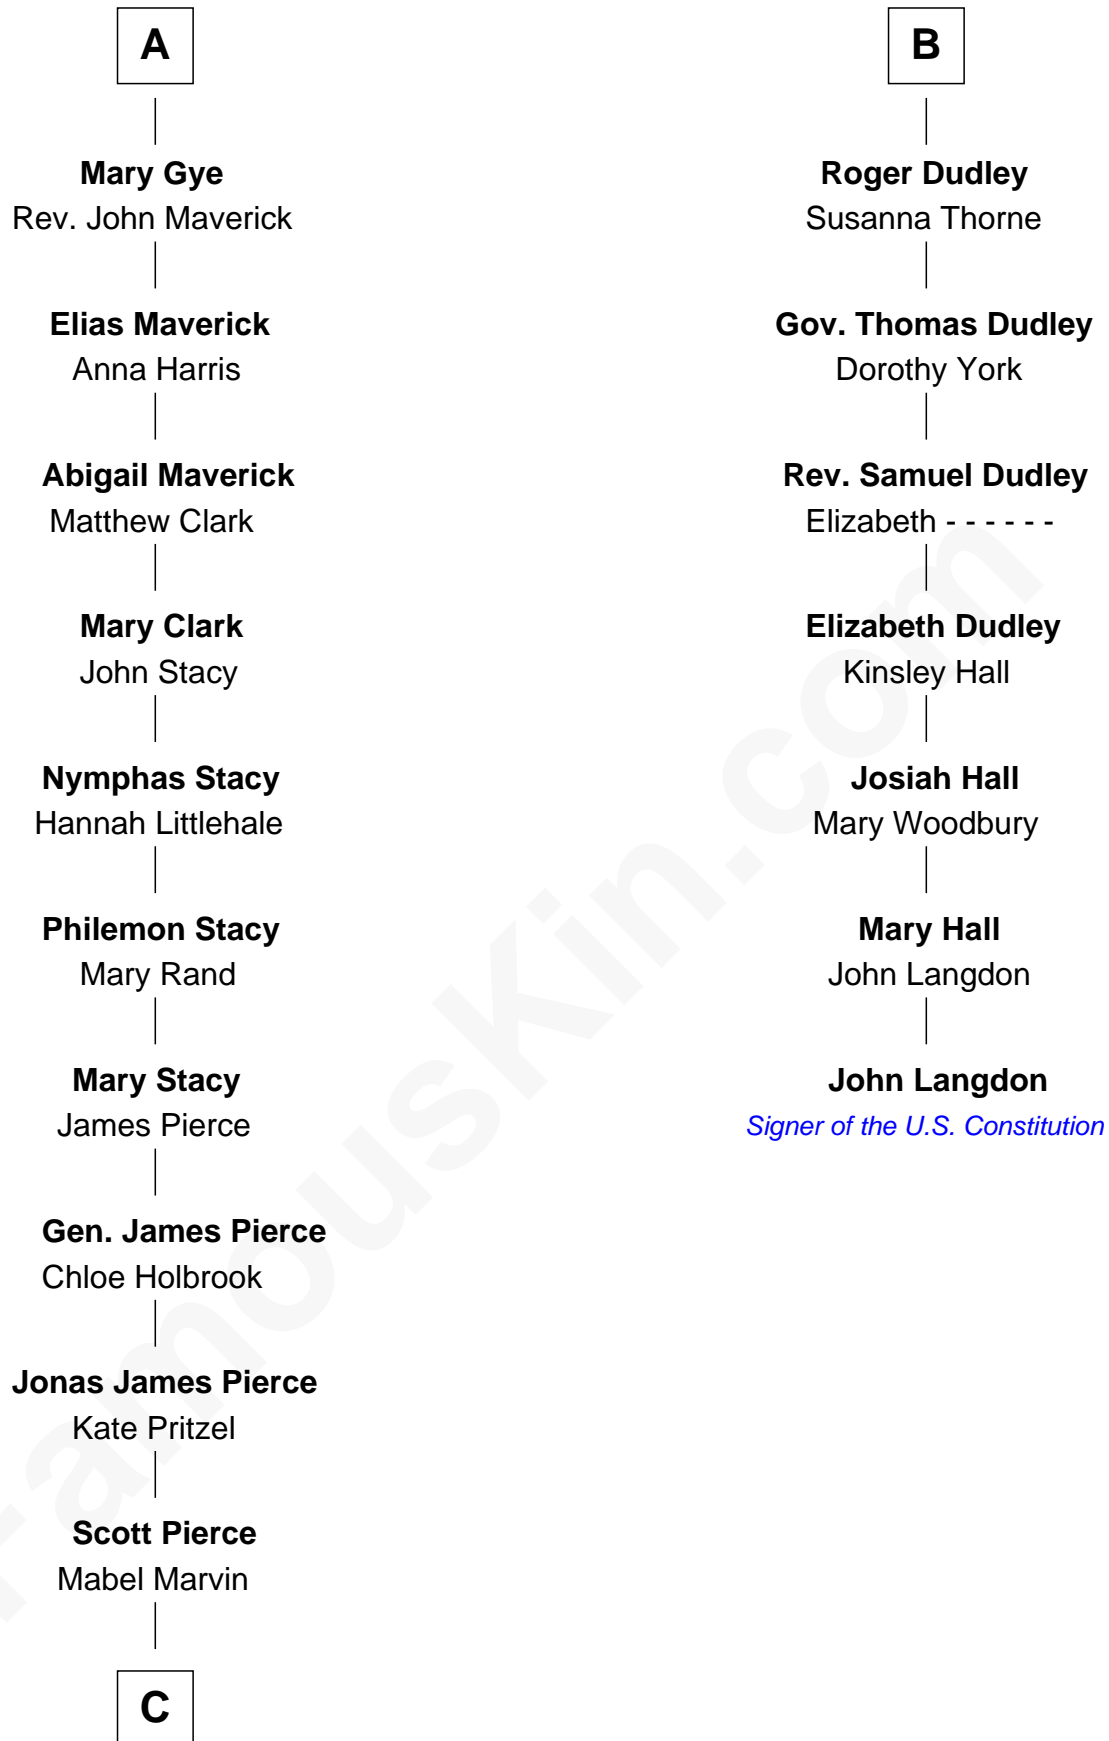 A
Mary Gye
Rev. John Maverick
Elias Maverick
Anna Harris
Abigail Maverick
Matthew Clark
Mary Clark
John Stacy
Nymphas Stacy
Hannah Littlehale
Philemon Stacy
Mary Rand
Mary Stacy
James Pierce
Gen. James Pierce
Chloe Holbrook
Jonas James Pierce
Kate Pritzel
Scott Pierce
Mabel Marvin
C
B
Roger Dudley
Susanna Thorne
Gov. Thomas Dudley
Dorothy York
Rev. Samuel Dudley
Elizabeth - - - - - -
Elizabeth Dudley
Kinsley Hall
Josiah Hall
Mary Woodbury
Mary Hall
John Langdon
John Langdon
Signer of the U.S. Constitution
FamousKin.com